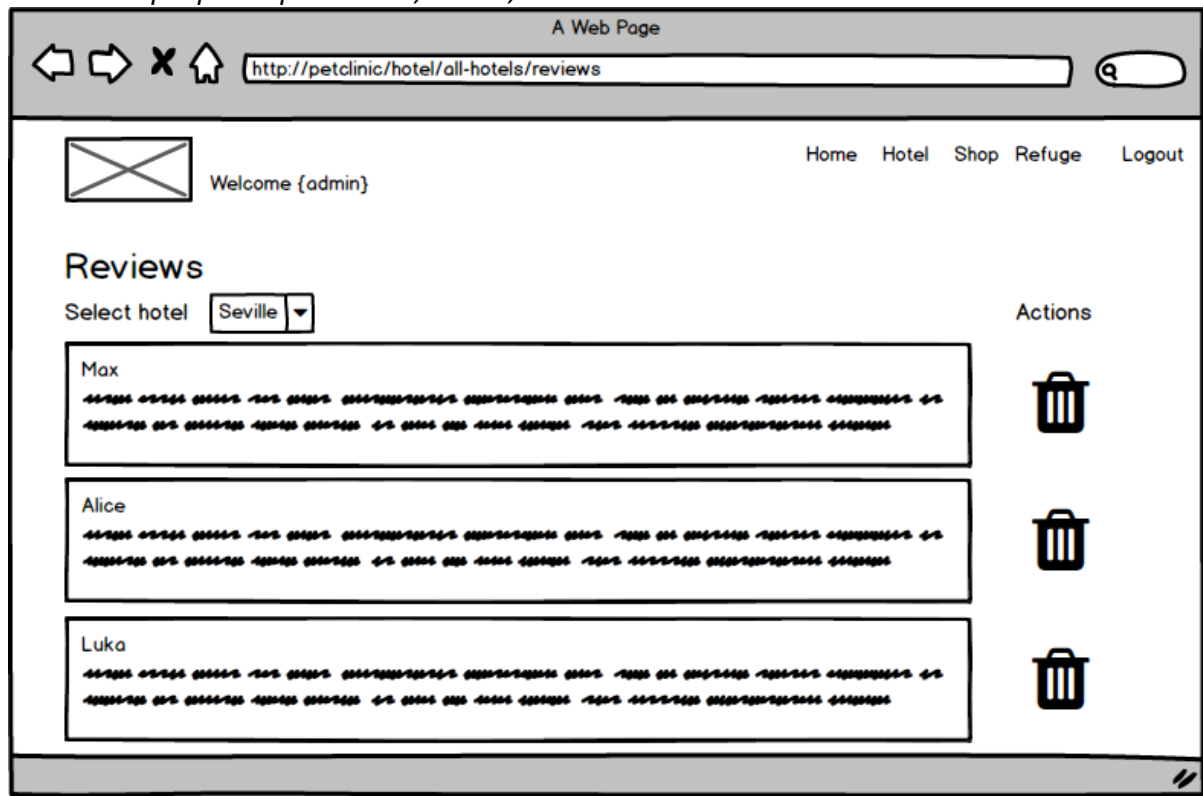 A Web Page
http://petclinic/hotel/all-hotels/reviews
Home Hotel Shop Refuge Logout
Welcome {admin}
Reviews
Select hotel Seville Actions
Max
Alice
Luka